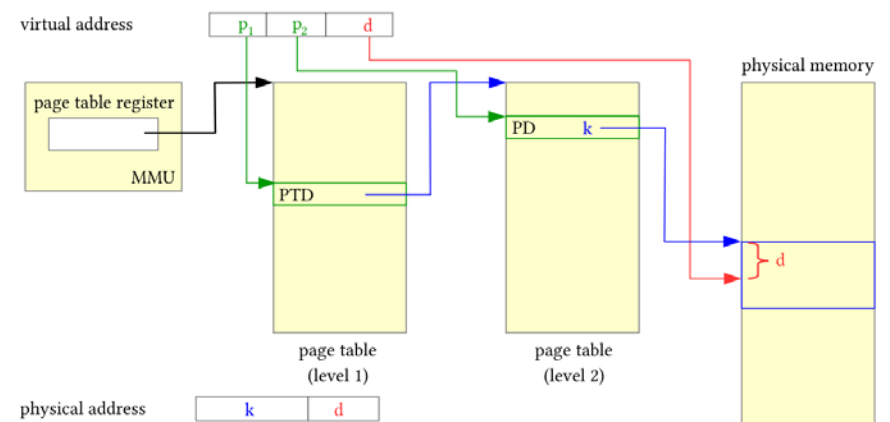 virtual address
p1 p2 d
physical memory
page table register
MMU
PTD
PD k
d
page table
(level 1)
page table
(level 2)
physical address
k d